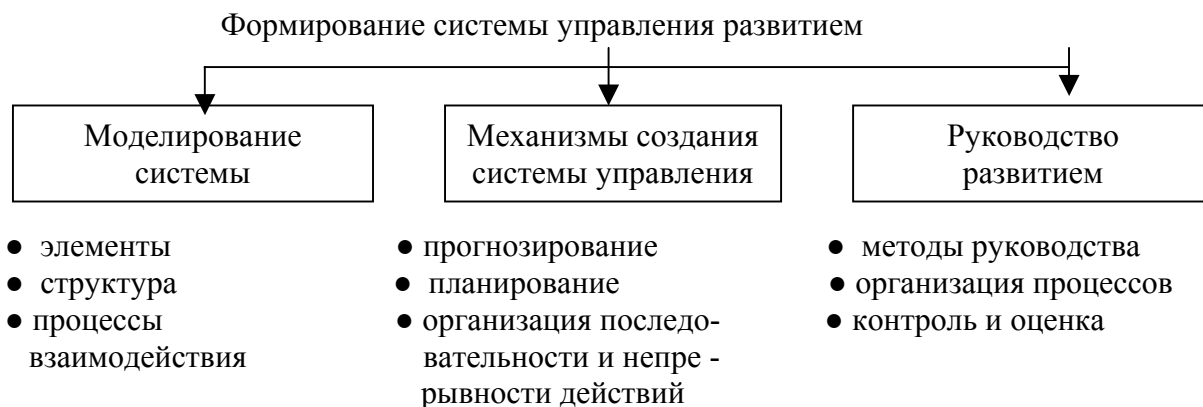 Формирование системы управления развитием
Моделирование
системы
Механизмы создания
системы управления
Руководство
развитием
● элементы
● структура
● процессы
взаимодействия
● прогнозирование
● планирование
● организация последо-
вательности и непре -
рывности действий
● методы руководства
● организация процессов
● контроль и оценка